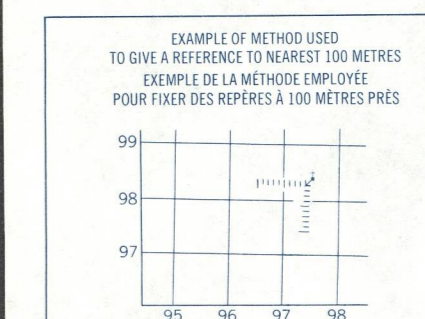 EXAMPLE OF METHOD USED
TO GIVE A REFERENCE TO NEAREST 100 METRES
EXEMPLE DE LA MÉTHODE EMPLOYÉE
POUR FIXER DES REPÈRES À 100 MÈTRES PRÈS
99
98
97
95 96 97 98